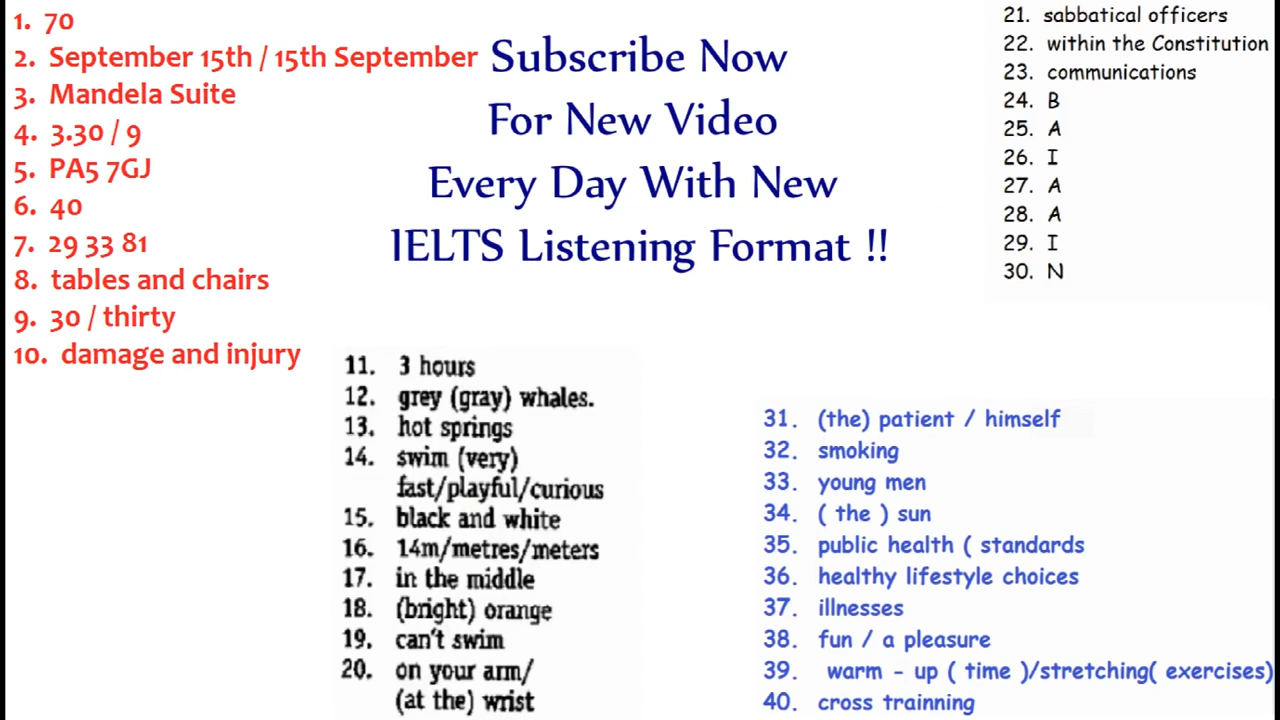 1. 70
2. September 15th / 15th September
3. Mandela Suite
4. 3.30 / 9
5. PA5 7GJ
6. 40
7. 29 33 81
8. tables and chairs
9. 30 / thirty
10. damage and injury
Subscribe Now
For New Video
Every Day With New
IELTS Listening Format !!
21. sabbatical officers
22. within the Constitution
23. communications
24. B
25. A
26. I
27. A
28. A
29. I
30. N
11. 3 hours
12. grey (gray) whales.
13. hot springs
14. swim (very)
fast/playful/curious
15. black and white
16. 14m/metres/meters
17. in the middle
18. (bright) orange
19. can't swim
20. on your arm/
(at the) wrist
31. (the) patient / himself
32. smoking
33. young men
34. ( the ) sun
35. public health ( standards
36. healthy lifestyle choices
37. illnesses
38. fun / a pleasure
39. warm - up ( time )/stretching( exercises)
40. cross trainning